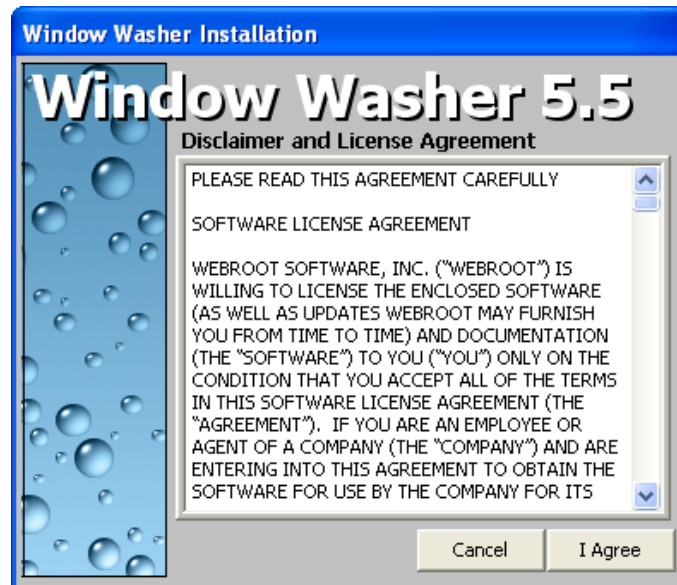 Window Washer Installation
Window Washer 5.5
Disclaimer and License Agreement
PLEASE READ THIS AGREEMENT CAREFULLY
SOFTWARE LICENSE AGREEMENT
WEBROOT SOFTWARE, INC. ("WEBROOT") IS
WILLING TO LICENSE THE ENCLOSED SOFTWARE
(AS WELL AS UPDATES WEBROOT MAY FURNISH
YOU FROM TIME TO TIME) AND DOCUMENTATION
(THE "SOFTWARE") TO YOU ("YOU") ONLY ON THE
CONDITION THAT YOU ACCEPT ALL OF THE TERMS
IN THIS SOFTWARE LICENSE AGREEMENT (THE
"AGREEMENT").  IF YOU ARE AN EMPLOYEE OR
AGENT OF A COMPANY (THE "COMPANY") AND ARE
ENTERING INTO THIS AGREEMENT TO OBTAIN THE
SOFTWARE FOR USE BY THE COMPANY FOR ITS
Cancel
I Agree